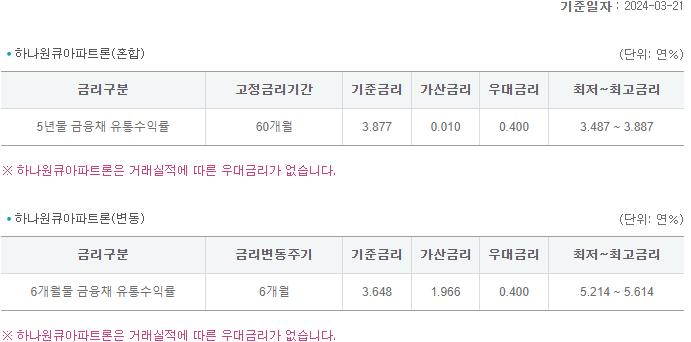 기준일자 : 2024-03-21
• 하나원큐아파트론(혼합) (단위: 연%)
금리구분 고정금리기간 기준금리 가산금리 우대금리 최저~최고금리
5년물 금융채 유통수익률 60개월 3.877 0.010 0.400 3.487 ~ 3.887
※ 하나원큐아파트론은 거래실적에 따른 우대금리가 없습니다.
• 하나원큐아파트론(변동) (단위: 연%)
금리구분 금리변동주기 기준금리 가산금리 우대금리 최저~최고금리
6개월물 금융채 유통수익률 6개월 3.648 1.966 0.400 5.214 ~ 5.614
※ 하나원큐아파트론은 거래실적에 따른 우대금리가 없습니다.